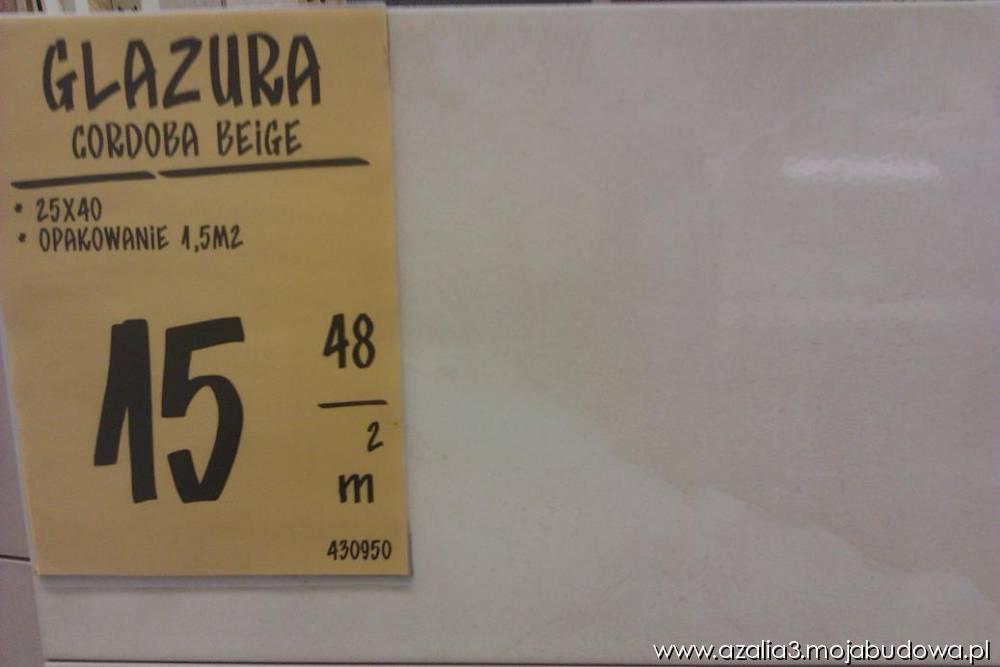 GLAZURA
CORDOBA BEiGE
* 25X40
* OPAKOWANiE 1,5M2
15 48
2
m
430950
www.azalia3.mojabudowa.pl